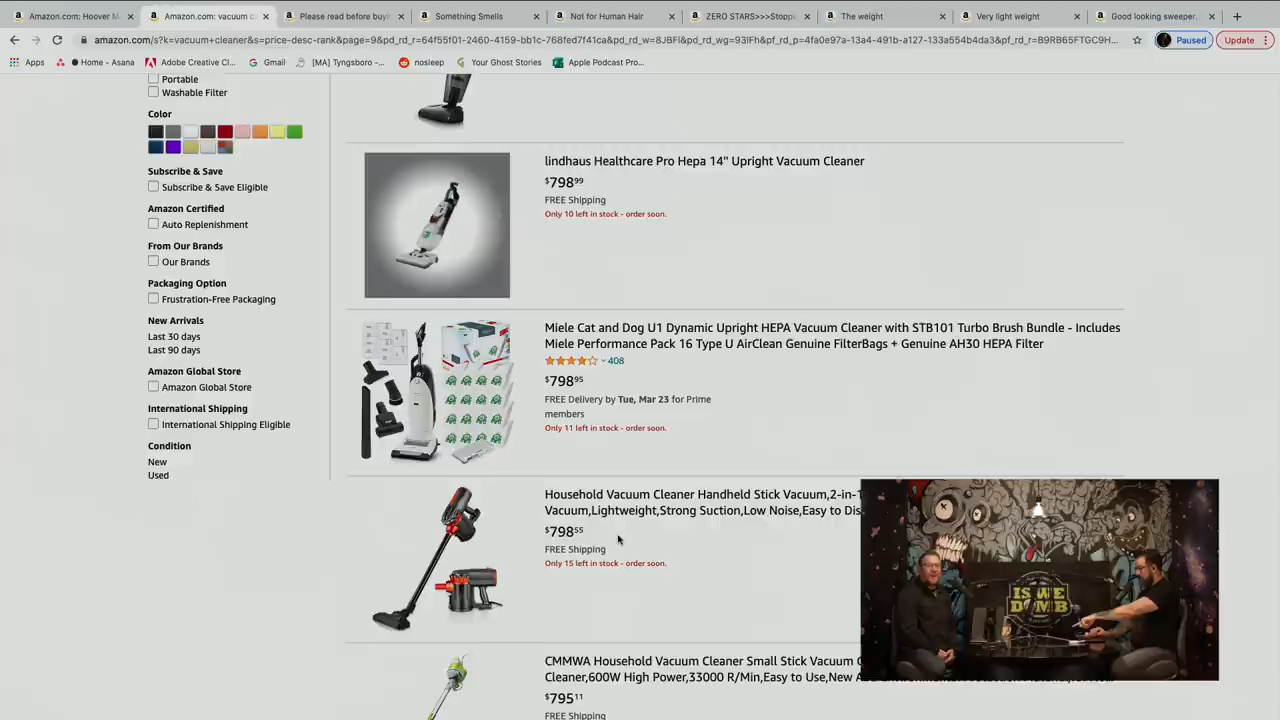 Amazon.com: Hoover M
Amazon.com: vacuum c
Please read before buyi
Something Smells
Not for Human Hair
ZERO STARS>>>Stopp
The weight
Very light weight
Good looking sweeper.
amazon.com/s?k=vacuum+cleaner&s=price-desc-rank&page=9&pd_rd_r=64f55f01-2460-4159-bb1c-768fed7f41ca&pd_rd_w=8JBFl&pd_rd_wg=93lFh&pf_rd_p=4fa0e97a-13a4-491b-a127-133a554b4da3&pf_rd_r=B9RB65FTGC9H...
Paused
Update
Apps
Home - Asana
Adobe Creative Cl...
Gmail
[MA] Tyngsboro -...
nosleep
Your Ghost Stories
Apple Podcast Pro...
Portable
Washable Filter
Color
Subscribe & Save
Subscribe & Save Eligible
Amazon Certified
Auto Replenishment
From Our Brands
Our Brands
Packaging Option
Frustration-Free Packaging
New Arrivals
Last 30 days
Last 90 days
Amazon Global Store
Amazon Global Store
International Shipping
International Shipping Eligible
Condition
New
Used
lindhaus Healthcare Pro Hepa 14" Upright Vacuum Cleaner
$79899
FREE Shipping
Only 10 left in stock - order soon.
Miele Cat and Dog U1 Dynamic Upright HEPA Vacuum Cleaner with STB101 Turbo Brush Bundle - Includes
Miele Performance Pack 16 Type U AirClean Genuine FilterBags + Genuine AH30 HEPA Filter
408
$79895
FREE Delivery by Tue, Mar 23 for Prime
members
Only 11 left in stock - order soon.
Household Vacuum Cleaner Handheld Stick Vacuum,2-in-1
Vacuum,Lightweight,Strong Suction,Low Noise,Easy to Dis
$79855
FREE Shipping
Only 15 left in stock - order soon.
IS WE
DOMB
CMMWA Household Vacuum Cleaner Small Stick Vacuum C
Cleaner,600W High Power,33000 R/Min,Easy to Use,New
$79511
FREE Shipping